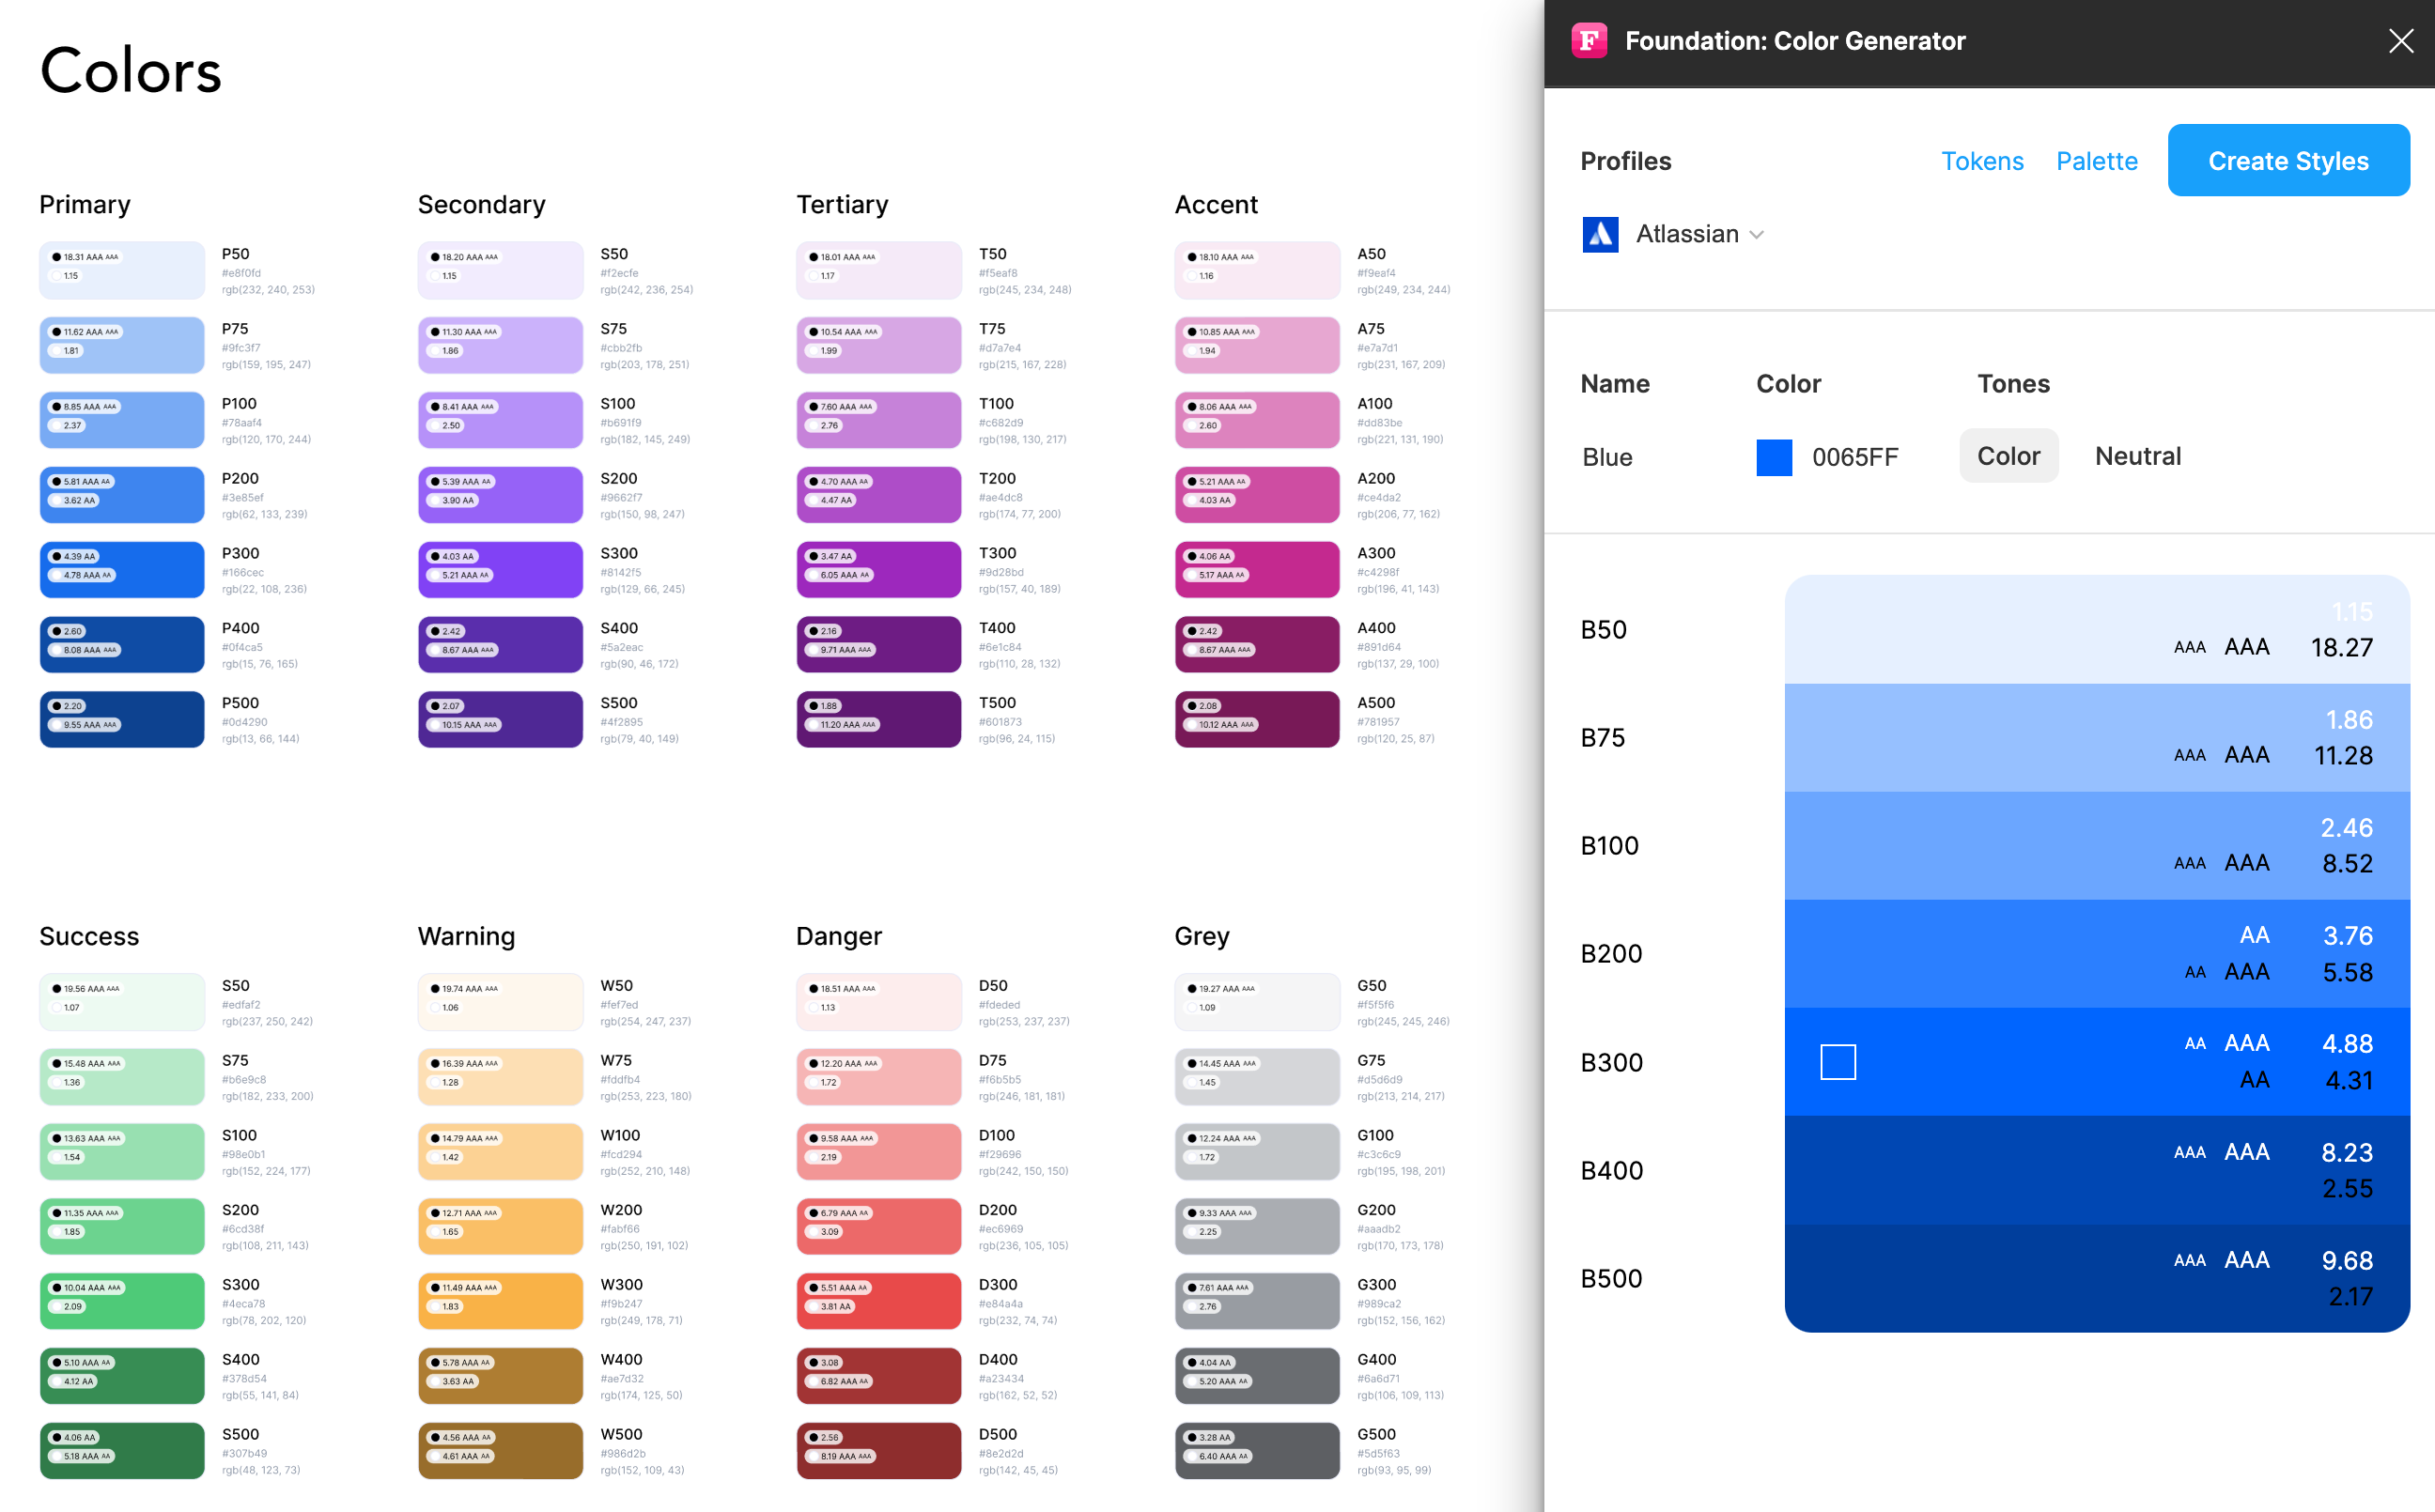 Colors
Primary
18.31 AAA AAA
1.15
P50
#e8f0fd
rgb(232, 240, 253)
11.62 AAA AAA
1.81
P75
#9fc3f7
rgb(159, 195, 247)
8.85 AAA AAA
2.37
P100
#78aaf4
rgb(120, 170, 244)
5.81 AAA AA
3.62 AA
P200
#3e85ef
rgb(62, 133, 239)
4.39 AA
4.78 AAA AA
P300
#166cec
rgb(22, 108, 236)
2.60
8.08 AAA AAA
P400
#0f4ca5
rgb(15, 76, 165)
2.20
9.55 AAA AAA
P500
#0d4290
rgb(13, 66, 144)
Secondary
18.20 AAA AAA
1.15
S50
#f2ecfe
rgb(242, 236, 254)
11.30 AAA AAA
1.86
S75
#cbb2fb
rgb(203, 178, 251)
8.41 AAA AAA
2.50
S100
#b691f9
rgb(182, 145, 249)
5.39 AAA AA
3.90 AA
S200
#9662f7
rgb(150, 98, 247)
4.03 AA
5.21 AAA AA
S300
#8142f5
rgb(129, 66, 245)
2.42
8.67 AAA AAA
S400
#5a2eac
rgb(90, 46, 172)
2.07
10.15 AAA AAA
S500
#4f2895
rgb(79, 40, 149)
Tertiary
18.01 AAA AAA
1.17
T50
#f5eaf8
rgb(245, 234, 248)
10.54 AAA AAA
1.99
T75
#d7a7e4
rgb(215, 167, 228)
7.60 AAA AAA
2.76
T100
#c682d9
rgb(198, 130, 217)
4.70 AAA AA
4.47 AA
T200
#ae4dc8
rgb(174, 77, 200)
3.47 AA
6.05 AAA AA
T300
#9d28bd
rgb(157, 40, 189)
2.16
9.71 AAA AAA
T400
#6e1c84
rgb(110, 28, 132)
1.88
11.20 AAA AAA
T500
#601873
rgb(96, 24, 115)
Accent
18.10 AAA AAA
1.16
A50
#f9eaf4
rgb(249, 234, 244)
10.85 AAA AAA
1.94
A75
#e7a7d1
rgb(231, 167, 209)
8.06 AAA AAA
2.60
A100
#dd83be
rgb(221, 131, 190)
5.21 AAA AA
4.03 AA
A200
#ce4da2
rgb(206, 77, 162)
4.06 AA
5.17 AAA AA
A300
#c4298f
rgb(196, 41, 143)
2.42
8.67 AAA AAA
A400
#891d64
rgb(137, 29, 100)
2.08
10.12 AAA AAA
A500
#781957
rgb(120, 25, 87)
Success
19.56 AAA AAA
1.07
S50
#edfaf2
rgb(237, 250, 242)
15.48 AAA AAA
1.36
S75
#b6e9c8
rgb(182, 233, 200)
13.63 AAA AAA
1.54
S100
#98e0b1
rgb(152, 224, 177)
11.35 AAA AAA
1.85
S200
#6cd38f
rgb(108, 211, 143)
10.04 AAA AAA
2.09
S300
#4eca78
rgb(78, 202, 120)
5.10 AAA AA
4.12 AA
S400
#378d54
rgb(55, 141, 84)
4.06 AA
5.18 AAA AA
S500
#307b49
rgb(48, 123, 73)
Warning
19.74 AAA AAA
1.06
W50
#fef7ed
rgb(254, 247, 237)
16.39 AAA AAA
1.28
W75
#fddfb4
rgb(253, 223, 180)
14.79 AAA AAA
1.42
W100
#fcd294
rgb(252, 210, 148)
12.71 AAA AAA
1.65
W200
#fabf66
rgb(250, 191, 102)
11.49 AAA AAA
1.83
W300
#f9b247
rgb(249, 178, 71)
5.78 AAA AA
3.63 AA
W400
#ae7d32
rgb(174, 125, 50)
4.56 AAA AA
4.61 AAA AA
W500
#986d2b
rgb(152, 109, 43)
Danger
18.51 AAA AAA
1.13
D50
#fdeded
rgb(253, 237, 237)
12.20 AAA AAA
1.72
D75
#f6b5b5
rgb(246, 181, 181)
9.58 AAA AAA
2.19
D100
#f29696
rgb(242, 150, 150)
6.79 AAA AA
3.09
D200
#ec6969
rgb(236, 105, 105)
5.51 AAA AA
3.81 AA
D300
#e84a4a
rgb(232, 74, 74)
3.08
6.82 AAA AA
D400
#a23434
rgb(162, 52, 52)
2.56
8.19 AAA AAA
D500
#8e2d2d
rgb(142, 45, 45)
Grey
19.27 AAA AAA
1.09
G50
#f5f5f6
rgb(245, 245, 246)
14.45 AAA AAA
1.45
G75
#d5d6d9
rgb(213, 214, 217)
12.24 AAA AAA
1.72
G100
#c3c6c9
rgb(195, 198, 201)
9.33 AAA AAA
2.25
G200
#aaadb2
rgb(170, 173, 178)
7.61 AAA AAA
2.76
G300
#989ca2
rgb(152, 156, 162)
4.04 AA
5.20 AAA AA
G400
#6a6d71
rgb(106, 109, 113)
3.28 AA
6.40 AAA AA
G500
#5d5f63
rgb(93, 95, 99)
F Foundation: Color Generator
Profiles Tokens Palette Create Styles
Atlassian
Name Color Tones
Blue 0065FF Color Neutral
B50
1.15
AAA AAA 18.27
B75
1.86
AAA AAA 11.28
B100
2.46
AAA AAA 8.52
B200
AA 3.76
AA AAA 5.58
B300
AA AAA 4.88
AA 4.31
B400
AAA AAA 8.23
2.55
B500
AAA AAA 9.68
2.17